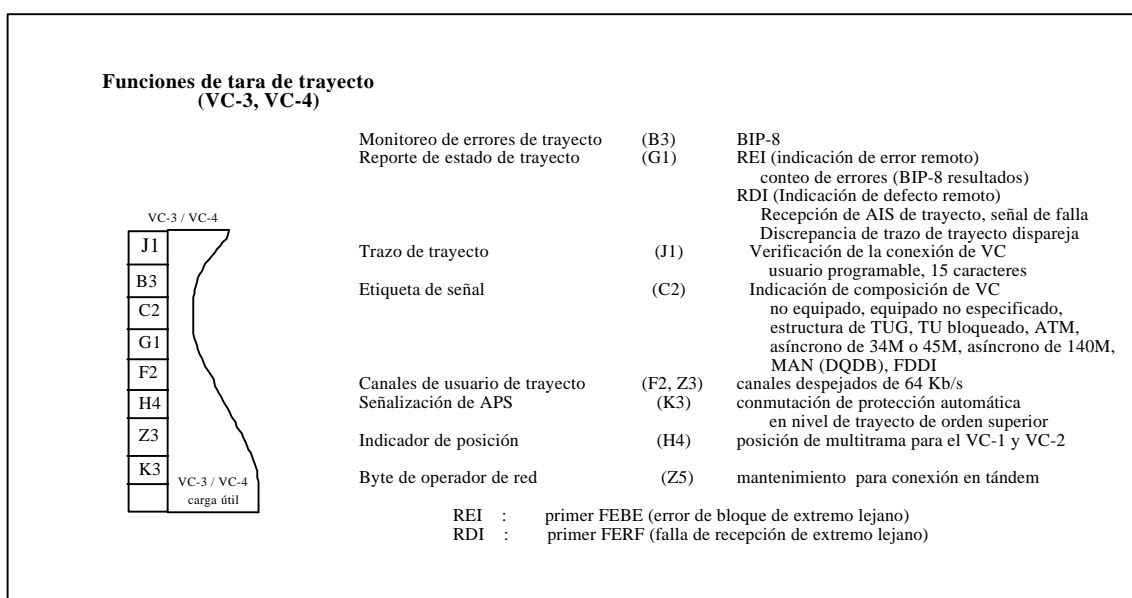 Funciones de tara de trayecto
(VC-3, VC-4)
Monitoreo de errores de trayecto (B3) BIP-8
Reporte de estado de trayecto (G1) REI (indicación de error remoto)
conteo de errores (BIP-8 resultados)
RDI (Indicación de defecto remoto)
Recepción de AIS de trayecto, señal de falla
Discrepancia de trazo de trayecto dispareja
Trazo de trayecto (J1) Verificación de la conexión de VC
usuario programable, 15 caracteres
Etiqueta de señal (C2) Indicación de composición de VC
no equipado, equipado no especificado,
estructura de TUG, TU bloqueado, ATM,
asíncrono de 34M o 45M, asíncrono de 140M,
MAN (DQDB), FDDI
Canales de usuario de trayecto (F2, Z3) canales despejados de 64 Kb/s
Señalización de APS (K3) conmutación de protección automática
en nivel de trayecto de orden superior
Indicador de posición (H4) posición de multitrama para el VC-1 y VC-2
Byte de operador de red (Z5) mantenimiento para conexión en tándem
VC-3 / VC-4
J1
B3
C2
G1
F2
H4
Z3
K3
VC-3 / VC-4
carga útil
REI : primer FEBE (error de bloque de extremo lejano)
RDI : primer FERF (falla de recepción de extremo lejano)